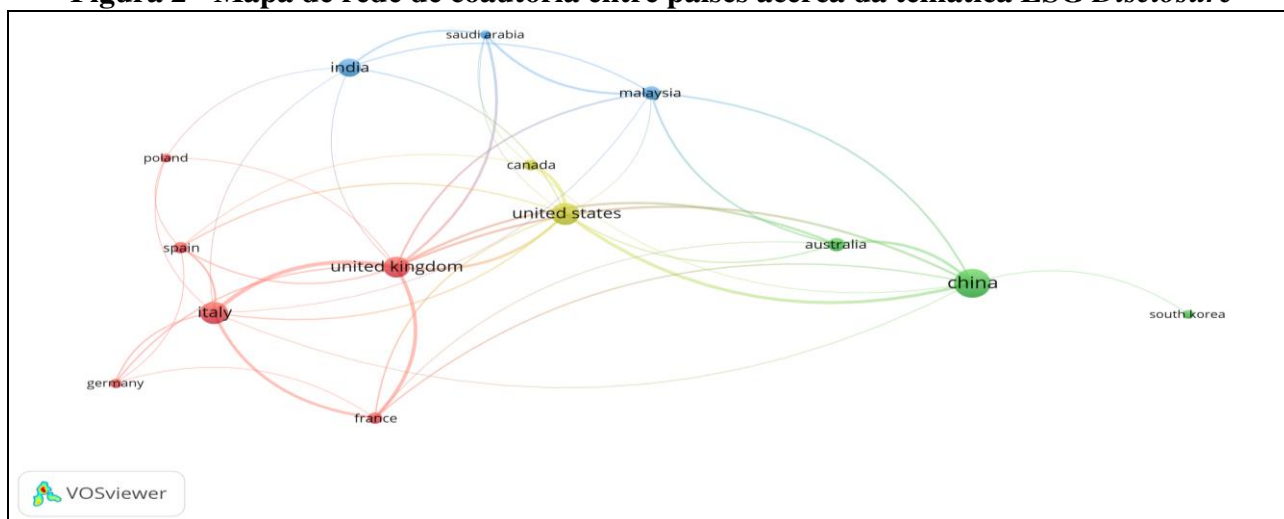 Figura 2 - Mapa de rede de coautoria entre países acerca da temática ESG Disclosure
saudi arabia
india
malaysia
poland
canada
united states
spain
australia
united kingdom
china
italy
south korea
germany
france
VOSviewer